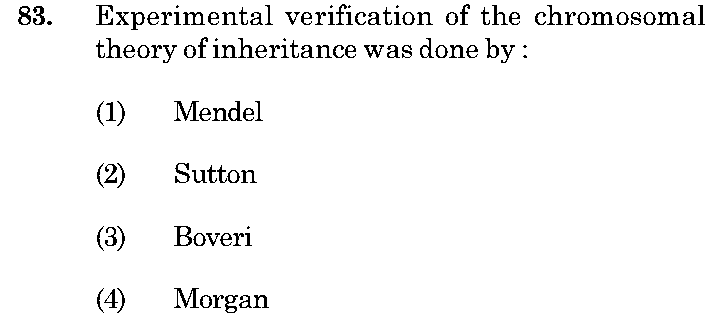 83. Experimental verification of the chromosomal
theory of inheritance was done by :
(1) Mendel
(2) Sutton
(3) Boveri
(4) Morgan